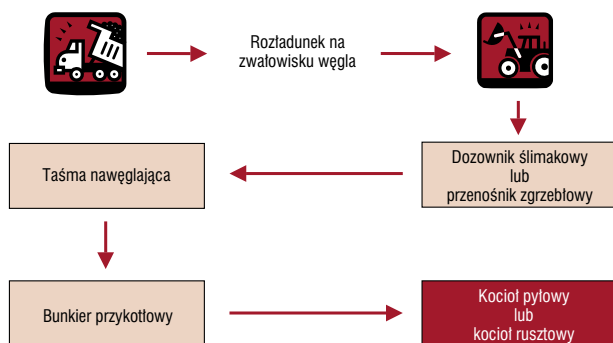 Rozładunek na
zwałowisku węgla
Dozownik ślimakowy
lub
przenośnik zgrzebłowy
Taśma nawęglająca
Bunkier przykotłowy
Kocioł pyłowy
lub
kocioł rusztowy